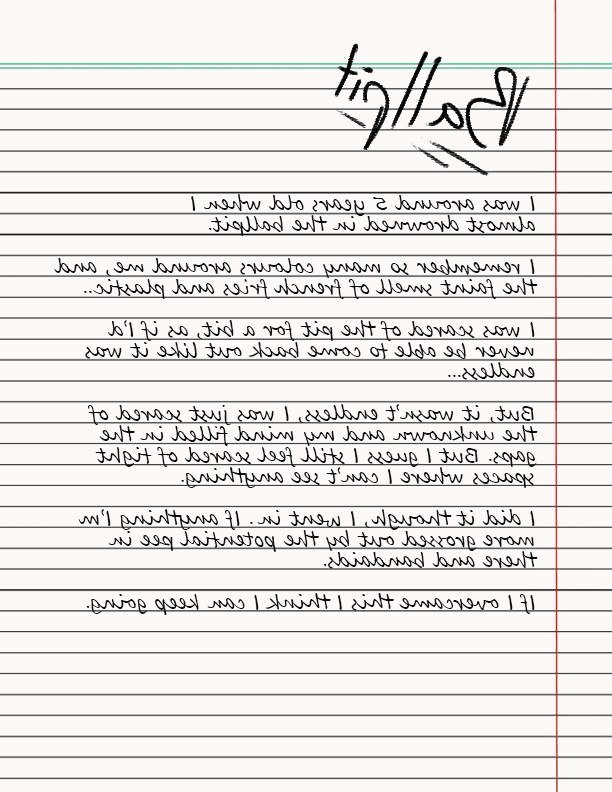 Ball pit
I was around 5 years old when I
almost drowned in the ballpit.
I remember so many colours around me, and
the faint smell of french fries and plastic..
I was scared of the pit for a bit, as if I'd
never be able to come back out like it was
endless...
But, it wasn't endless, I was just scared of
the unknown and my mind filled in the
gaps. But I guess I still feel scared of tight
spaces where I can't see anything.
I did it though, I went in. If anything I'm
more grossed out by the potential pee in
there and bandaids.
If I overcame this I think I can keep going.